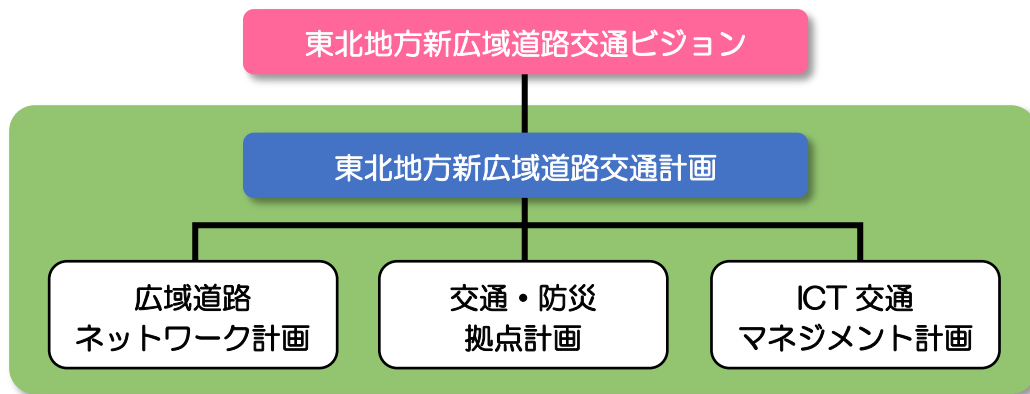 東北地方新広域道路交通ビジョン
東北地方新広域道路交通計画
広域道路
ネットワーク計画
交通・防災
拠点計画
ICT 交通
マネジメント計画